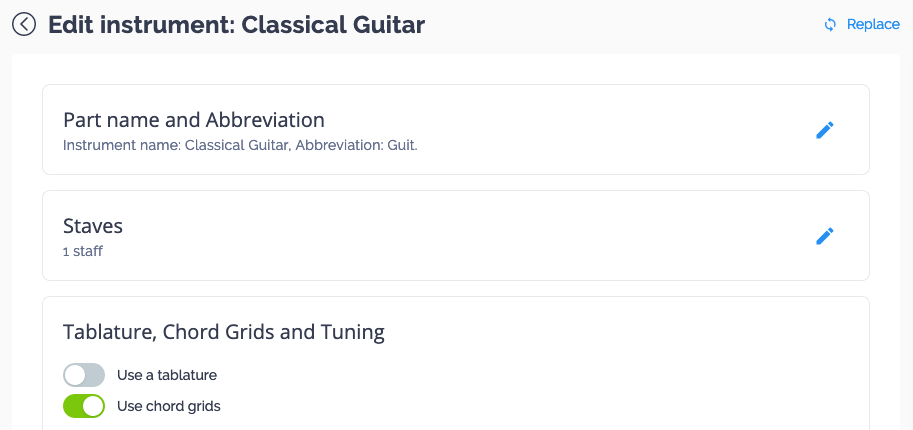 Edit instrument: Classical Guitar
Replace
Part name and Abbreviation
Instrument name: Classical Guitar, Abbreviation: Guit.
Staves
1 staff
Tablature, Chord Grids and Tuning
Use a tablature
Use chord grids